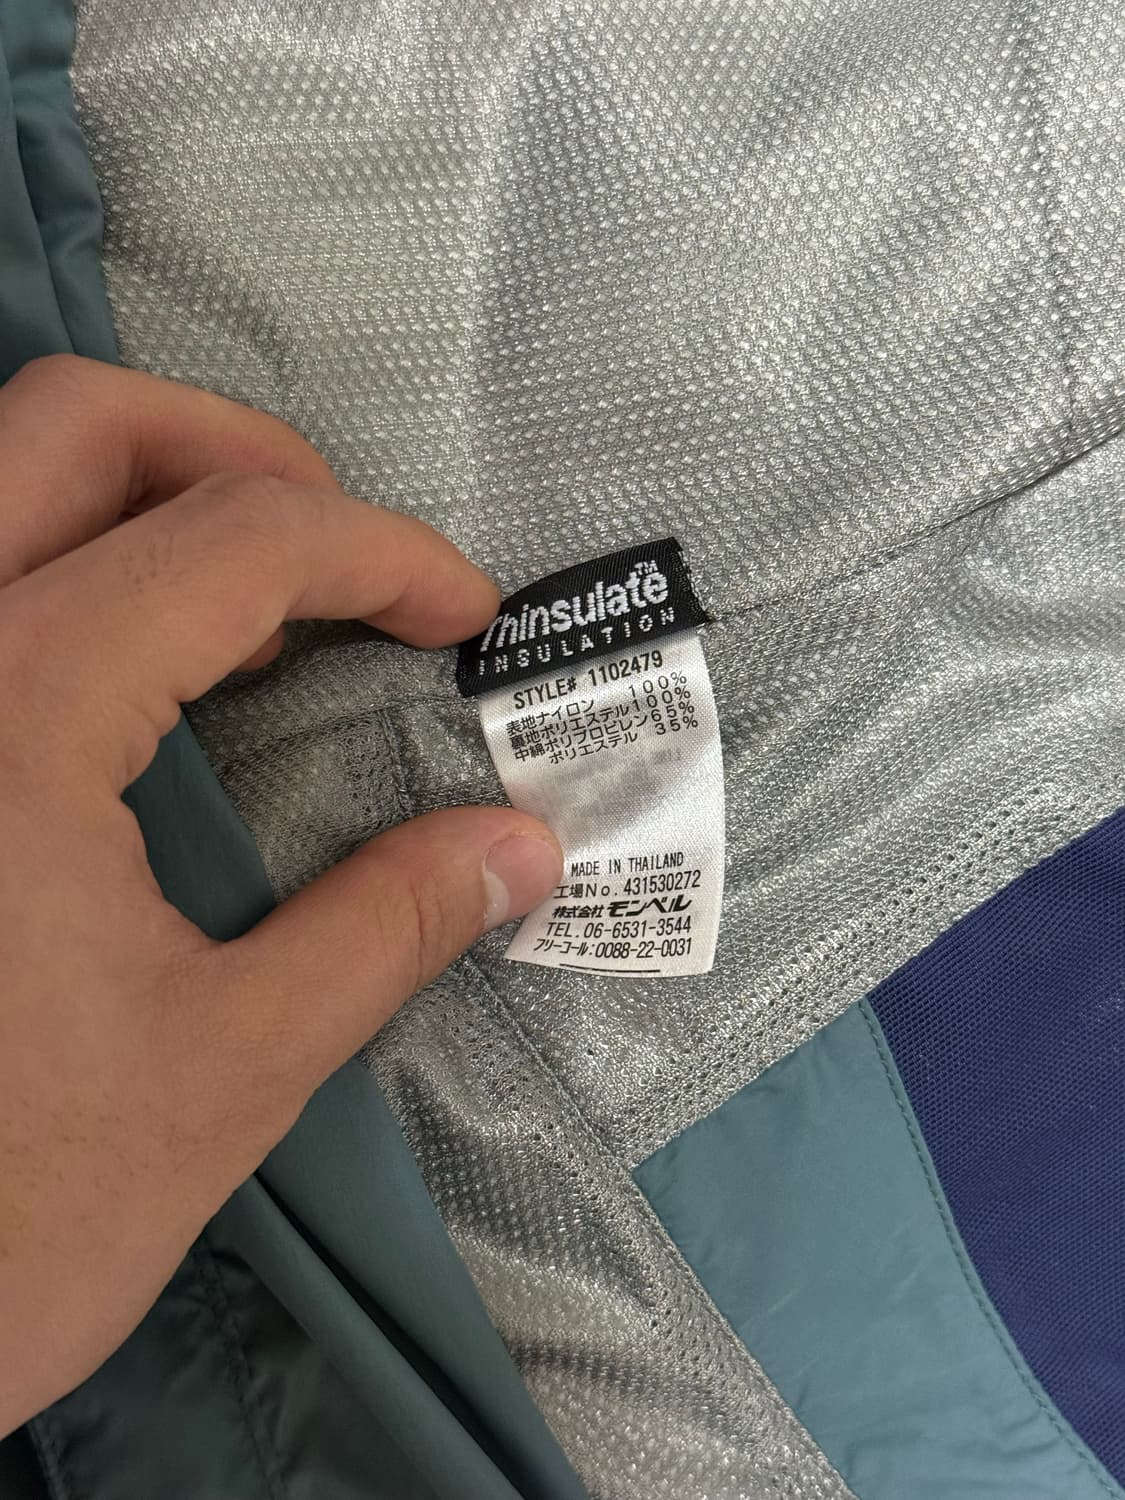 Thinsulate™
INSULATION
STYLE# 1102479
表地ナイロン 100%
裏地ポリエステル100%
中綿ポリプロピレン65%
ポリエステル 35%
MADE IN THAILAND
工場No. 431530272
株式会社モンベル
TEL.06-6531-3544
フリーコール:0088-22-0031